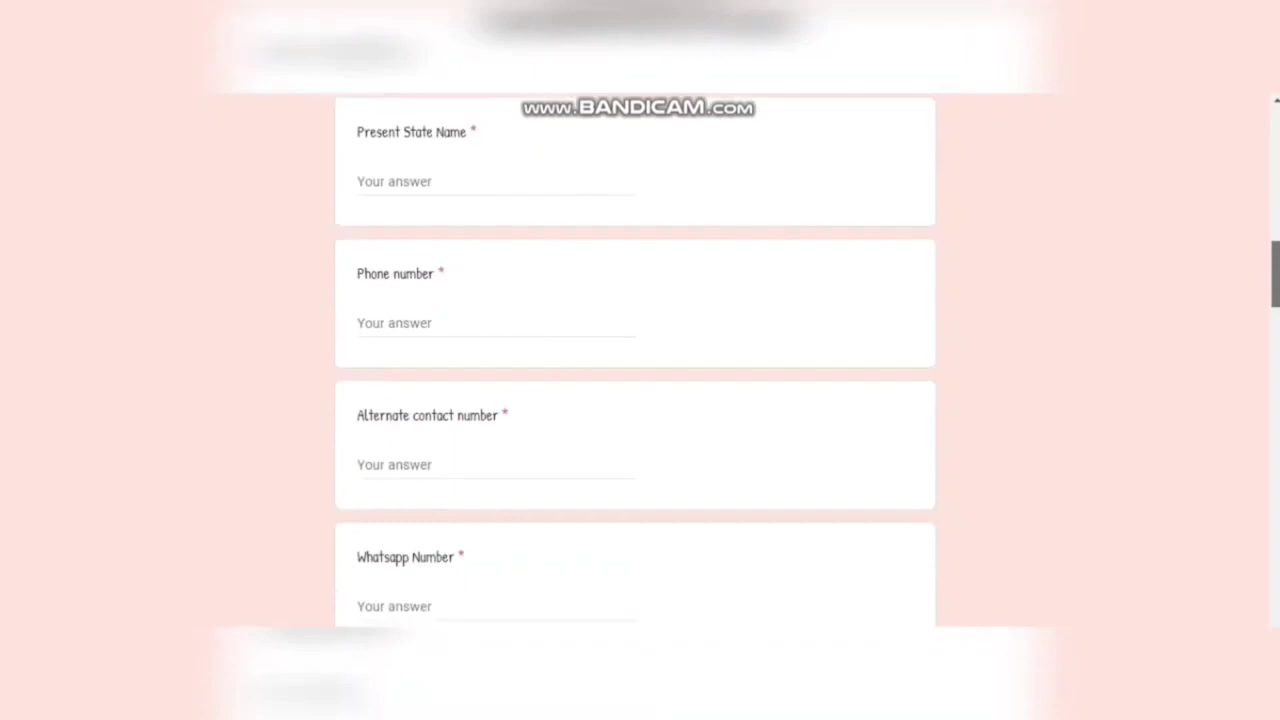 www.BANDICAM.com
Present State Name *
Your answer
Phone number *
Your answer
Alternate contact number *
Your answer
Whatsapp Number *
Your answer